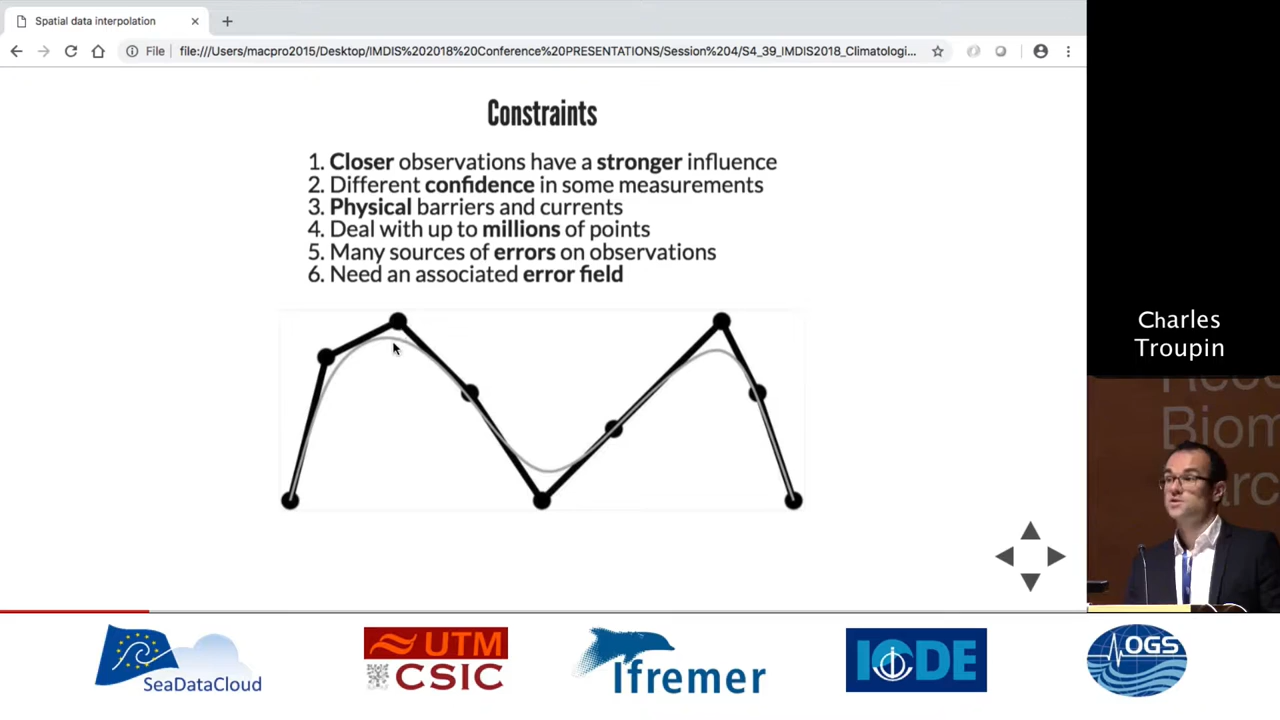 Spatial data interpolation
File
file:///Users/macpro2015/Desktop/IMDIS%202018%20Conference%20PRESENTATIONS/Session%204/S4_39_IMDIS2018_Climatologi...
Constraints
1. Closer observations have a stronger influence
2. Different confidence in some measurements
3. Physical barriers and currents
4. Deal with up to millions of points
5. Many sources of errors on observations
6. Need an associated error field
Charles
Troupin
Biom
SeaDataCloud
UTM
CSIC
Ifremer
IODE
OGS